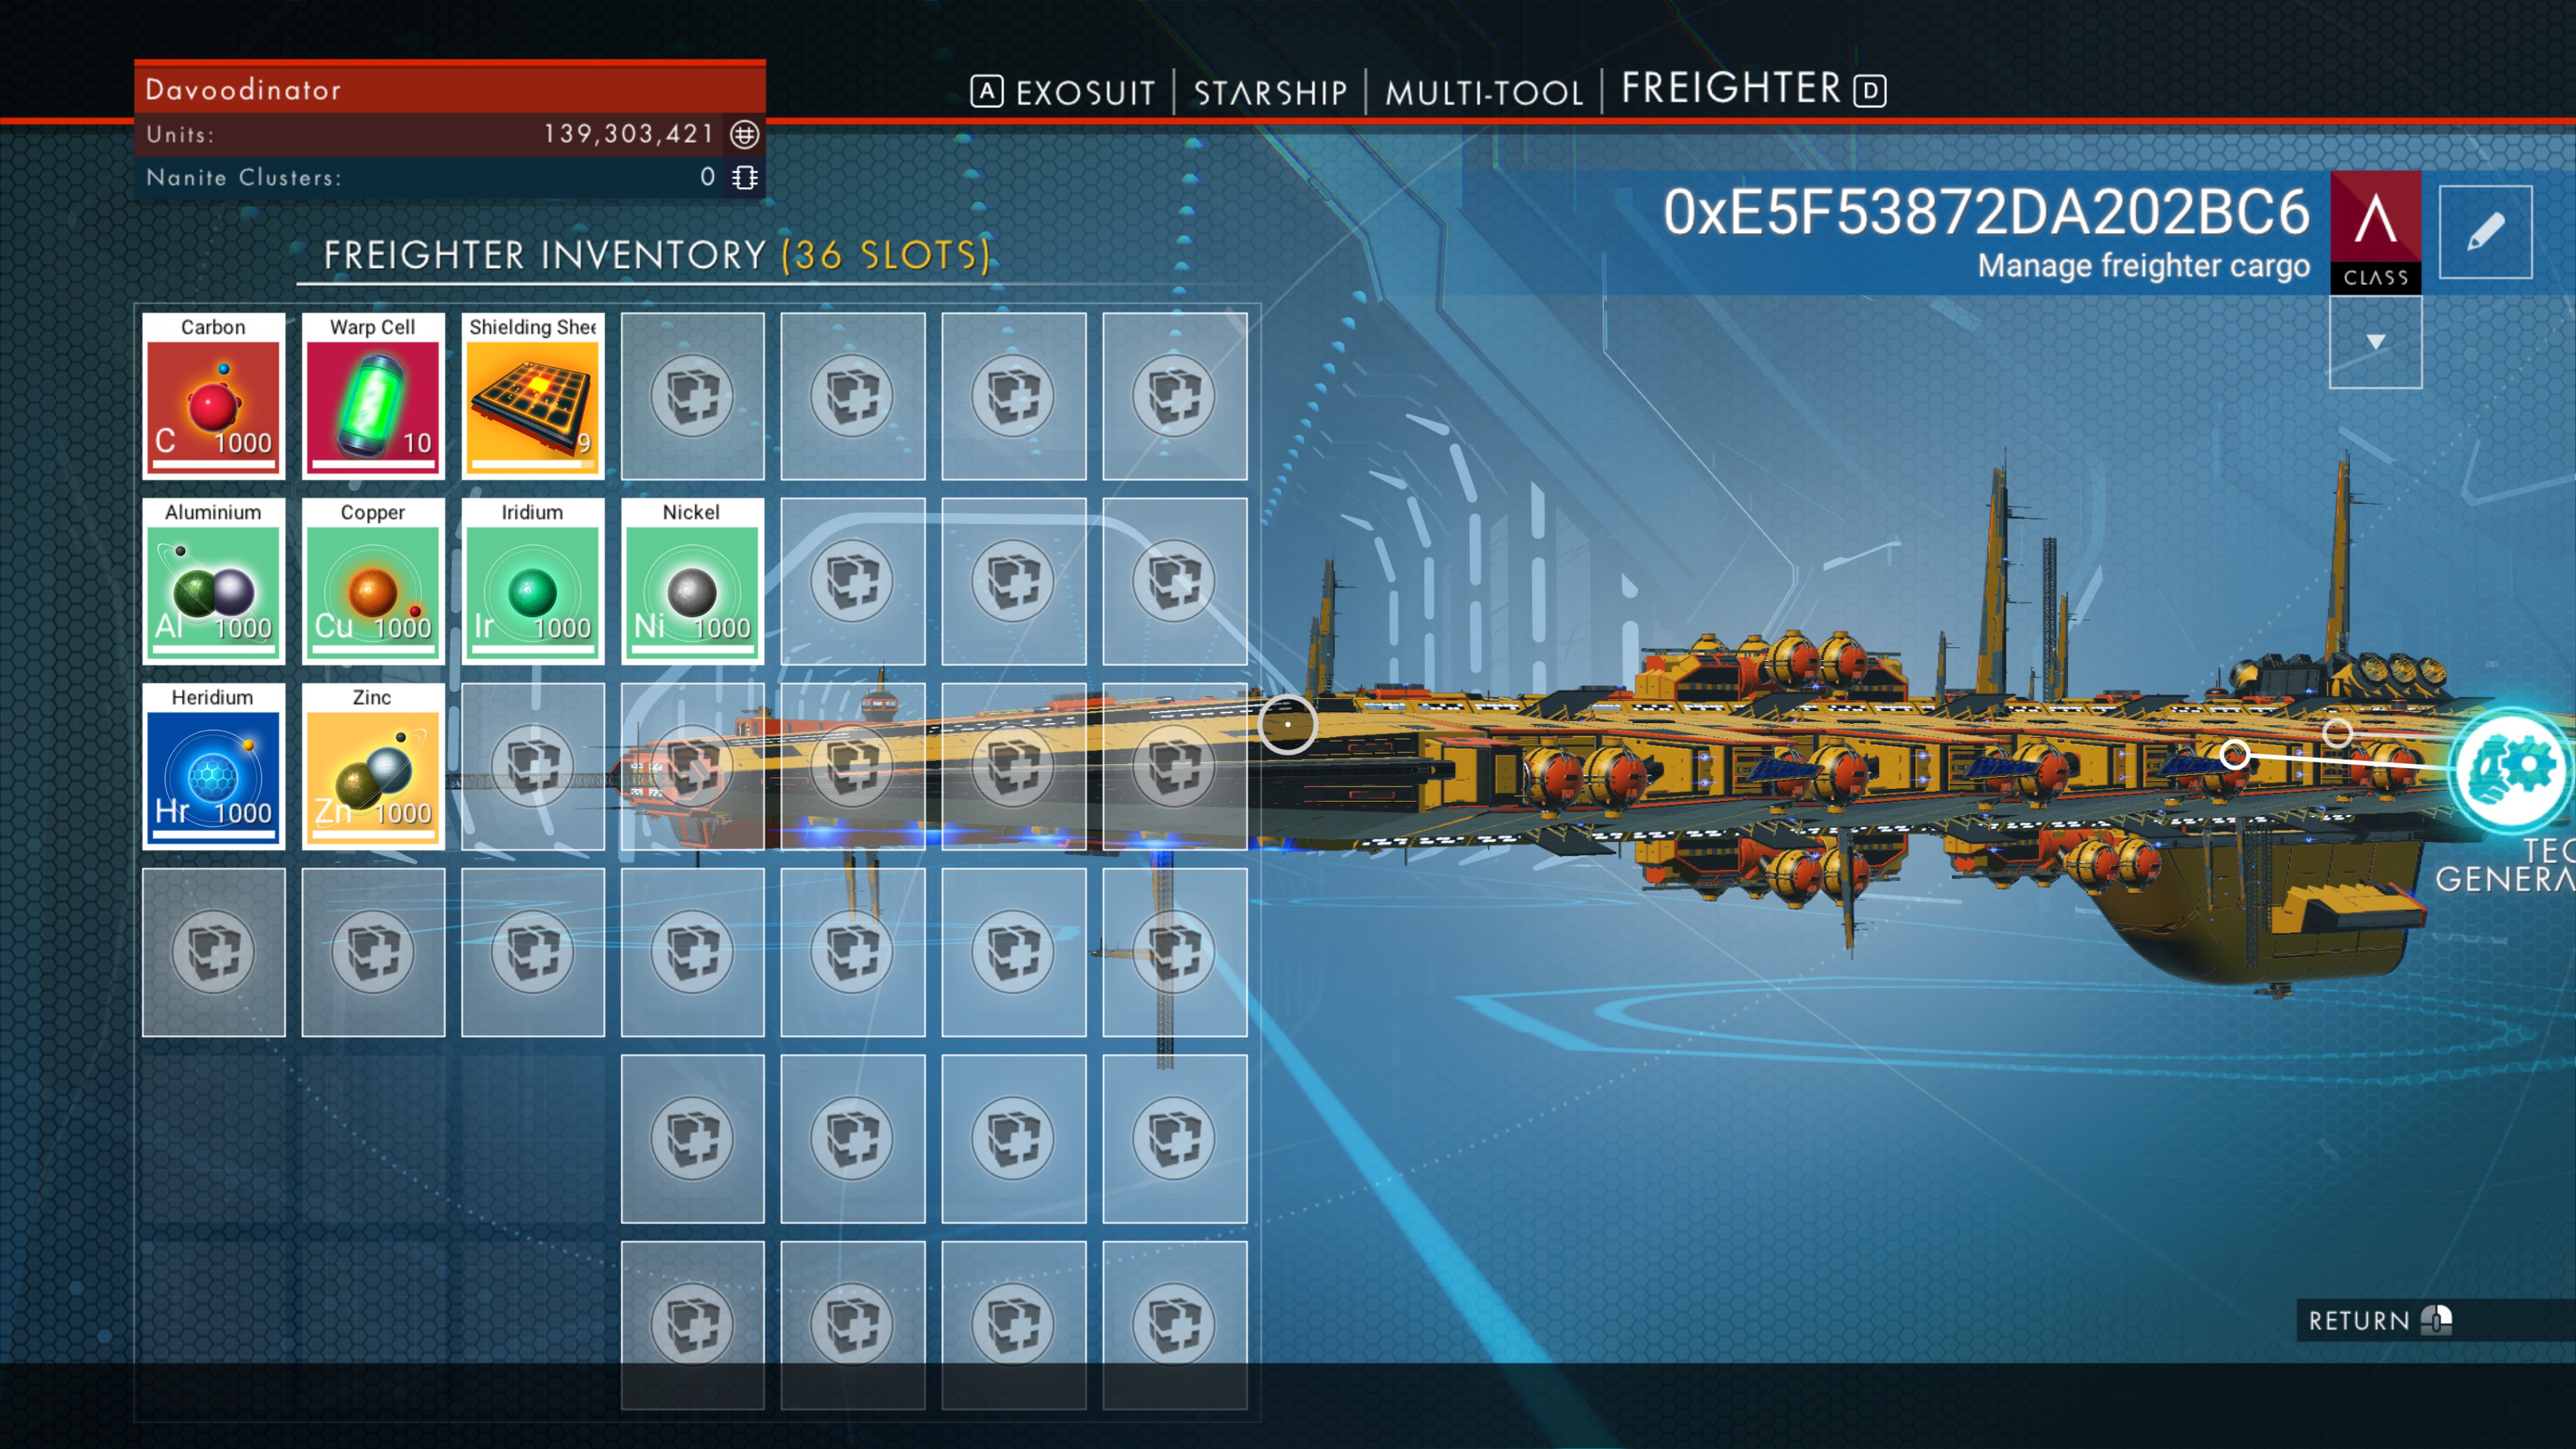 Davoodinator
Units: 139,303,421
Nanite Clusters: 0
A EXOSUIT STARSHIP MULTI-TOOL FREIGHTER D
0xE5F53872DA202BC6
Manage freighter cargo
A
CLASS
FREIGHTER INVENTORY (36 SLOTS)
Carbon Warp Cell Shielding Shee
C 1000 10 9
Aluminium Copper Iridium Nickel
Al 1000 Cu 1000 Ir 1000 Ni 1000
Heridium Zinc
Hr 1000 Zn 1000
TEC
GENERA
RETURN